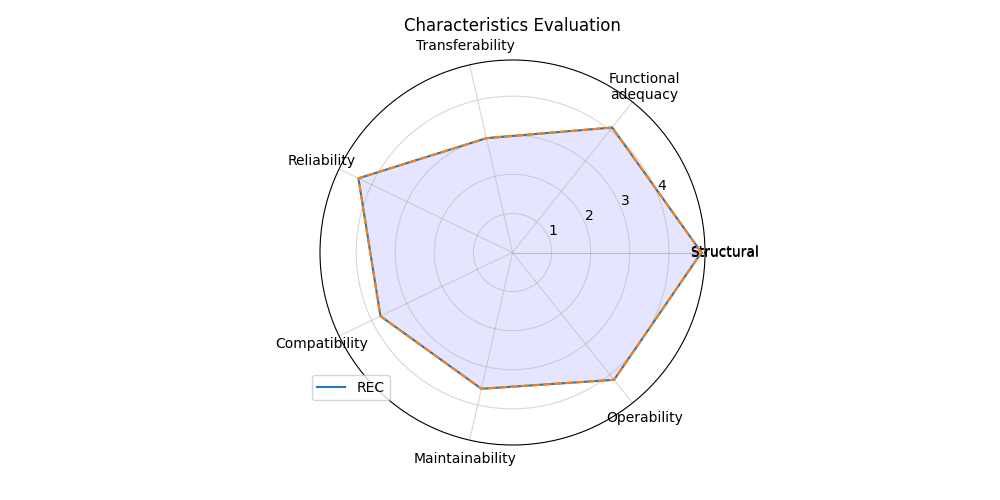 Characteristics Evaluation
Transferability
Functional
adequacy
Reliability
4
3
2
1
Structural
Compatibility
REC
Operability
Maintainability